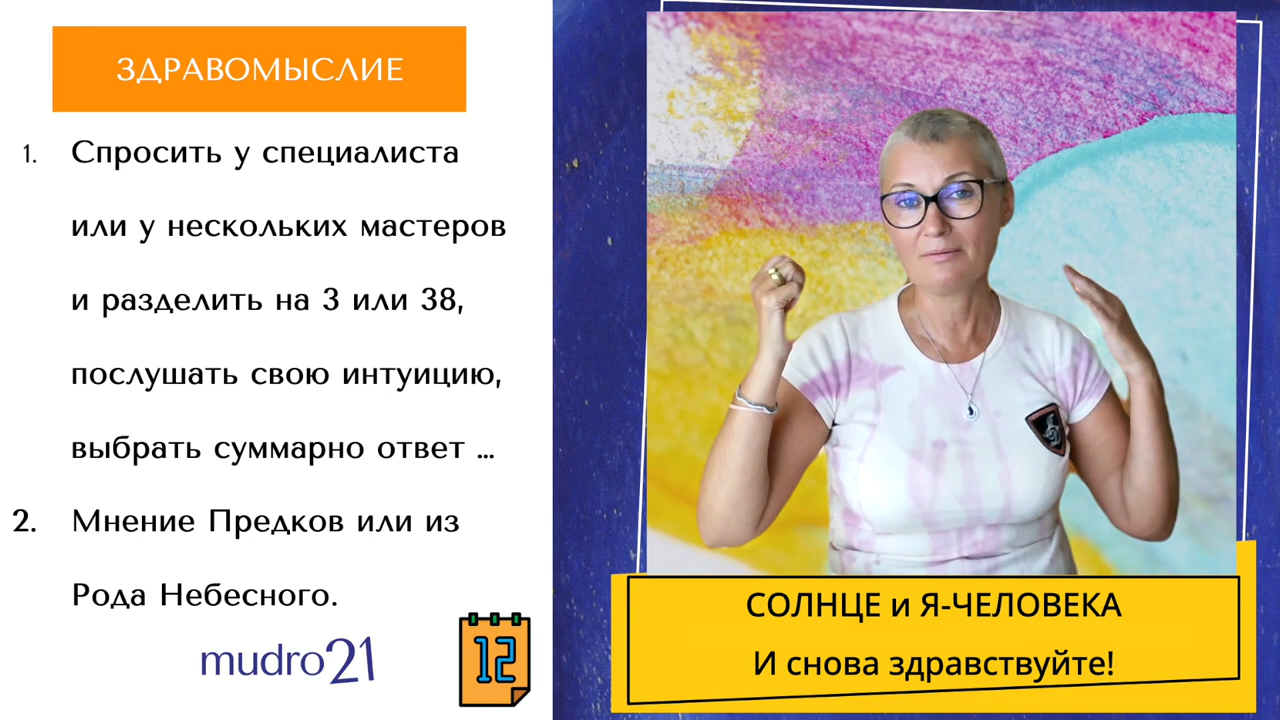 ЗДРАВОМЫСЛИЕ
1. Спросить у специалиста
или у нескольких мастеров
и разделить на 3 или 38,
послушать свою интуицию,
выбрать суммарно ответ ...
2. Мнение Предков или из
Рода Небесного.
mudro21
12
СОЛНЦЕ и Я-ЧЕЛОВЕКА
И снова здравствуйте!